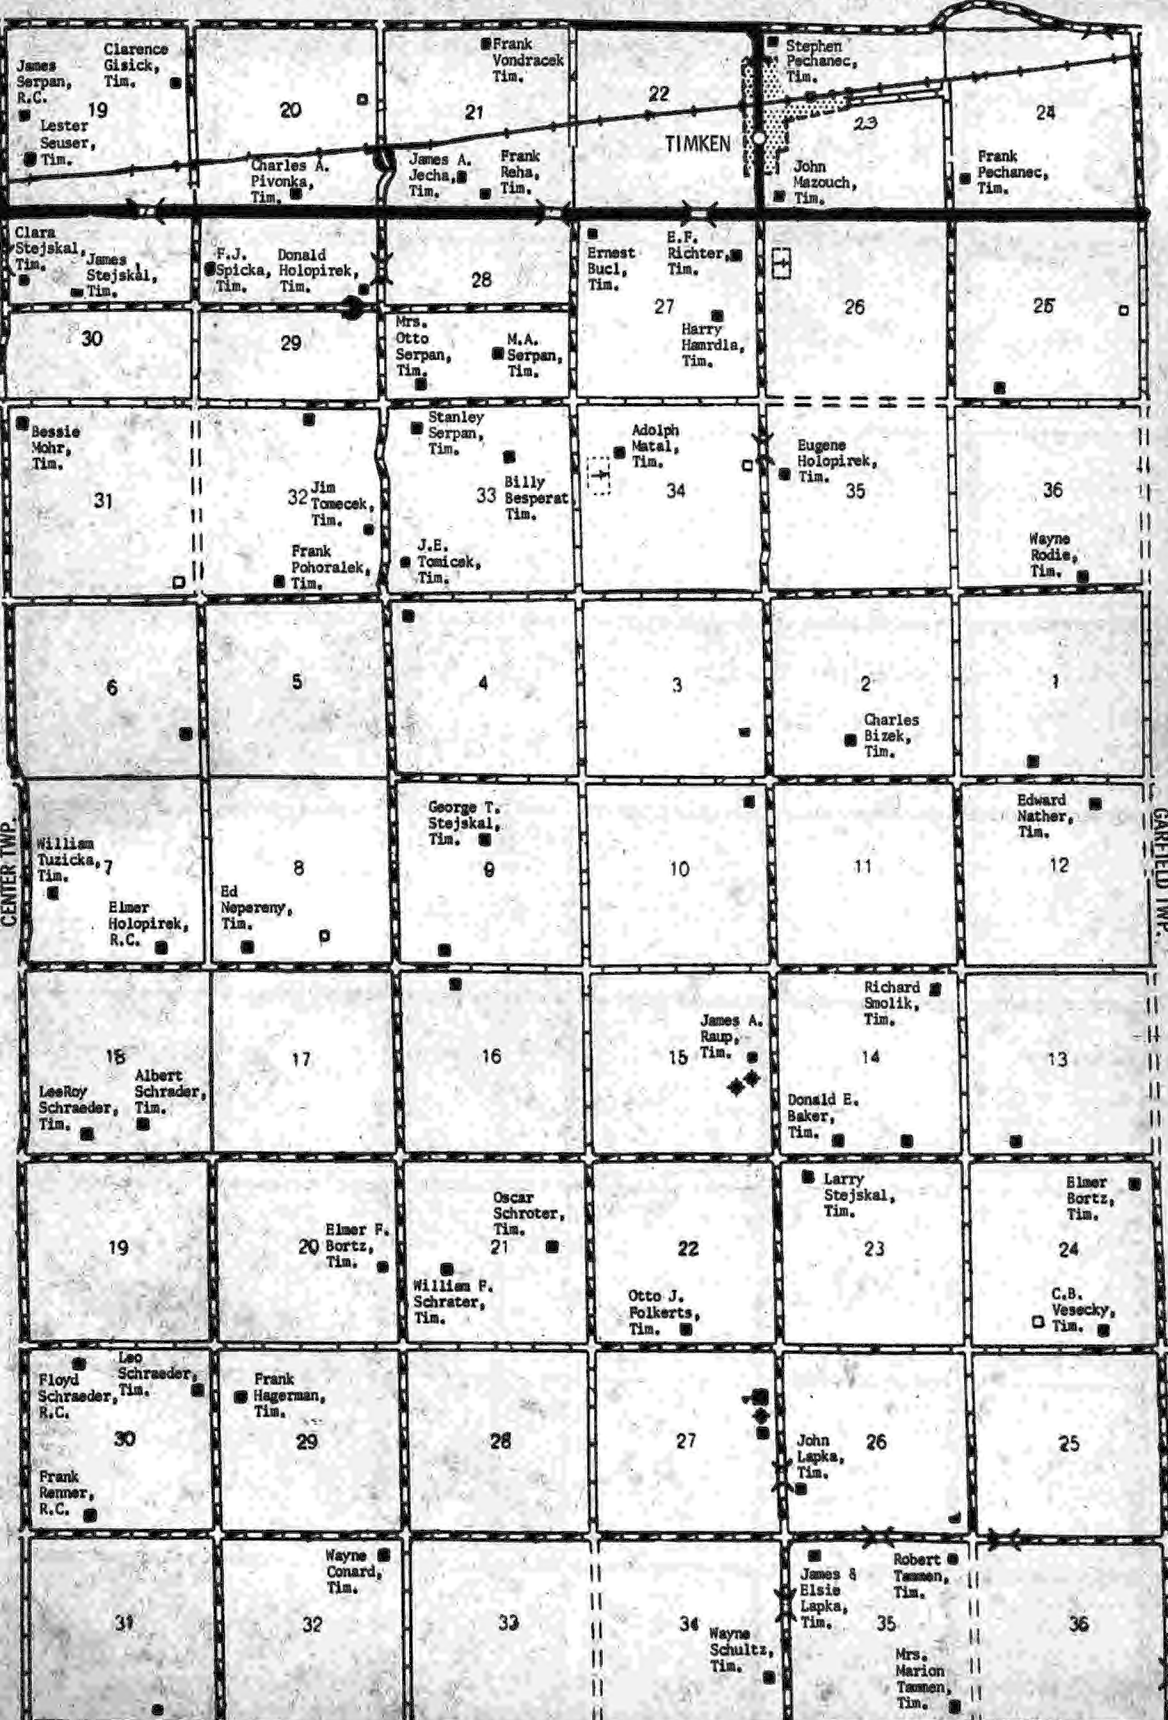 Clarence
Gisick,
Tim.
James
Serpan,
R.C.
19
Lester
Seuser,
Tim.
20
Charles A.
Pivonka,
Tim.
Frank
Vondracek
Tim.
21
James A.
Jecha,
Tim.
Frank
Reha,
Tim.
22
TIMKEN
Stephen
Pechanec,
Tim.
23
John
Mazouch,
Tim.
24
Frank
Pechanec,
Tim.
Clara
Stejskal,
Tim.
James
Stejskal,
Tim.
30
F.J.
Spicka,
Tim.
Donald
Holopirek,
Tim.
29
28
Mrs.
Otto
Serpan,
Tim.
M.A.
Serpan,
Tim.
Ernest
Bucl,
Tim.
E.F.
Richter,
Tim.
27
Harry
Hamrdla,
Tim.
26
25
Bessie
Mohr,
Tim.
31
32
Jim
Tomecek,
Tim.
Frank
Pohoralek,
Tim.
Stanley
Serpan,
Tim.
33
Billy
Besperat
Tim.
J.E.
Tomicek,
Tim.
Adolph
Matal,
Tim.
34
Eugene
Holopirek,
Tim.
35
36
Wayne
Rodie,
Tim.
6
5
4
3
2
Charles
Bizek,
Tim.
1
CENTER TWP.
GARFIELD TWP.
William
Tuzicka,
Tim.
7
Elmer
Holopirek,
R.C.
8
Ed
Nepereny,
Tim.
George T.
Stejskal,
Tim.
9
10
11
Edward
Nather,
Tim.
12
18
LeeRoy
Schraeder,
Tim.
Albert
Schrader,
Tim.
17
16
15
James A.
Raup,
Tim.
Richard
Smolik,
Tim.
14
Donald E.
Baker,
Tim.
13
19
20
Elmer F.
Bortz,
Tim.
Oscar
Schroter,
Tim.
21
William F.
Schrater,
Tim.
22
Otto J.
Folkerts,
Tim.
Larry
Stejskal,
Tim.
23
Elmer
Bortz,
Tim.
24
C.B.
Vesecky,
Tim.
Floyd
Schraeder,
R.C.
Leo
Schraeder,
Tim.
30
Frank
Renner,
R.C.
Frank
Hagerman,
Tim.
29
28
27
26
John
Lapka,
Tim.
25
31
Wayne
Conard,
Tim.
32
33
34
Wayne
Schultz,
Tim.
James &
Elsie
Lapka,
Tim.
35
Robert
Tammen,
Tim.
Mrs.
Marion
Tammen,
Tim.
36